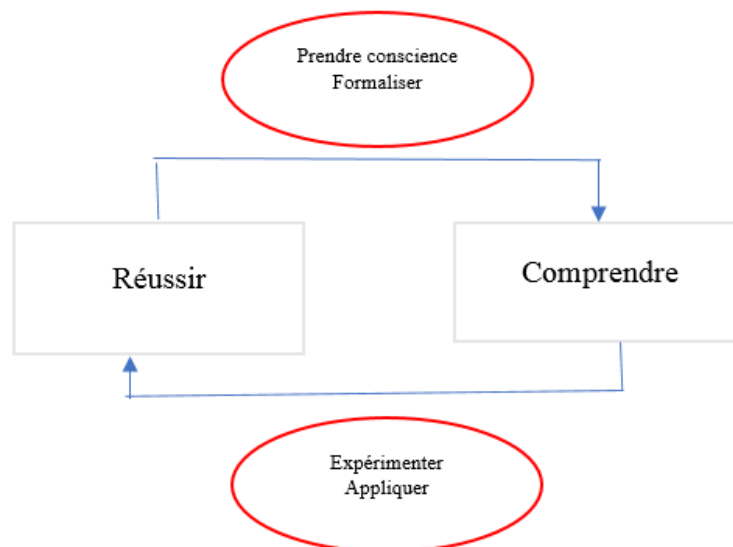 Prendre conscience
Formaliser
Réussir
Comprendre
Expérimenter
Appliquer